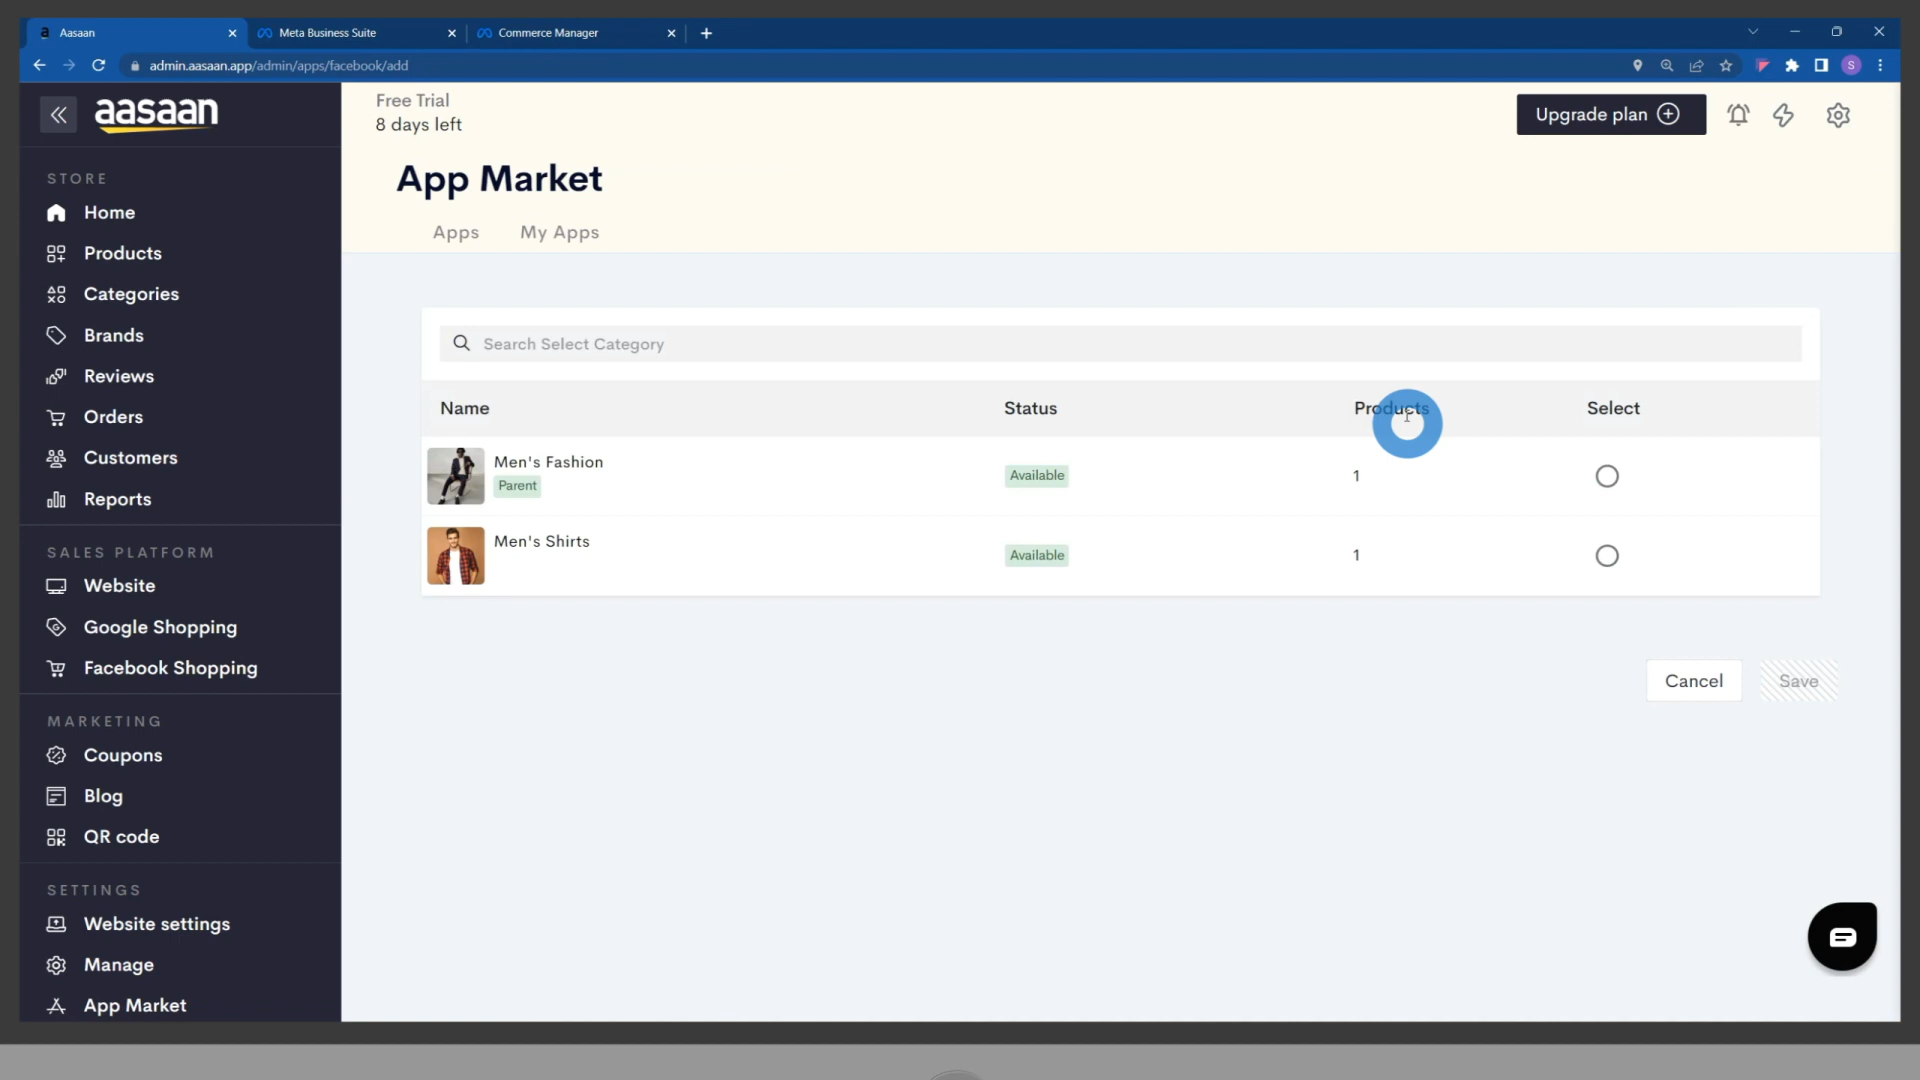 Aasaan
Meta Business Suite
Commerce Manager
admin.aasaan.app/admin/apps/facebook/add
S
aasaan
Free Trial
8 days left
Upgrade plan
App Market
Apps
My Apps
STORE
Home
Products
Categories
Brands
Reviews
Orders
Customers
Reports
SALES PLATFORM
Website
Google Shopping
Facebook Shopping
MARKETING
Coupons
Blog
QR code
SETTINGS
Website settings
Manage
App Market
Search Select Category
Name Status Products Select
Men's Fashion
Parent
Available
1
Men's Shirts
Available
1
Cancel
Save